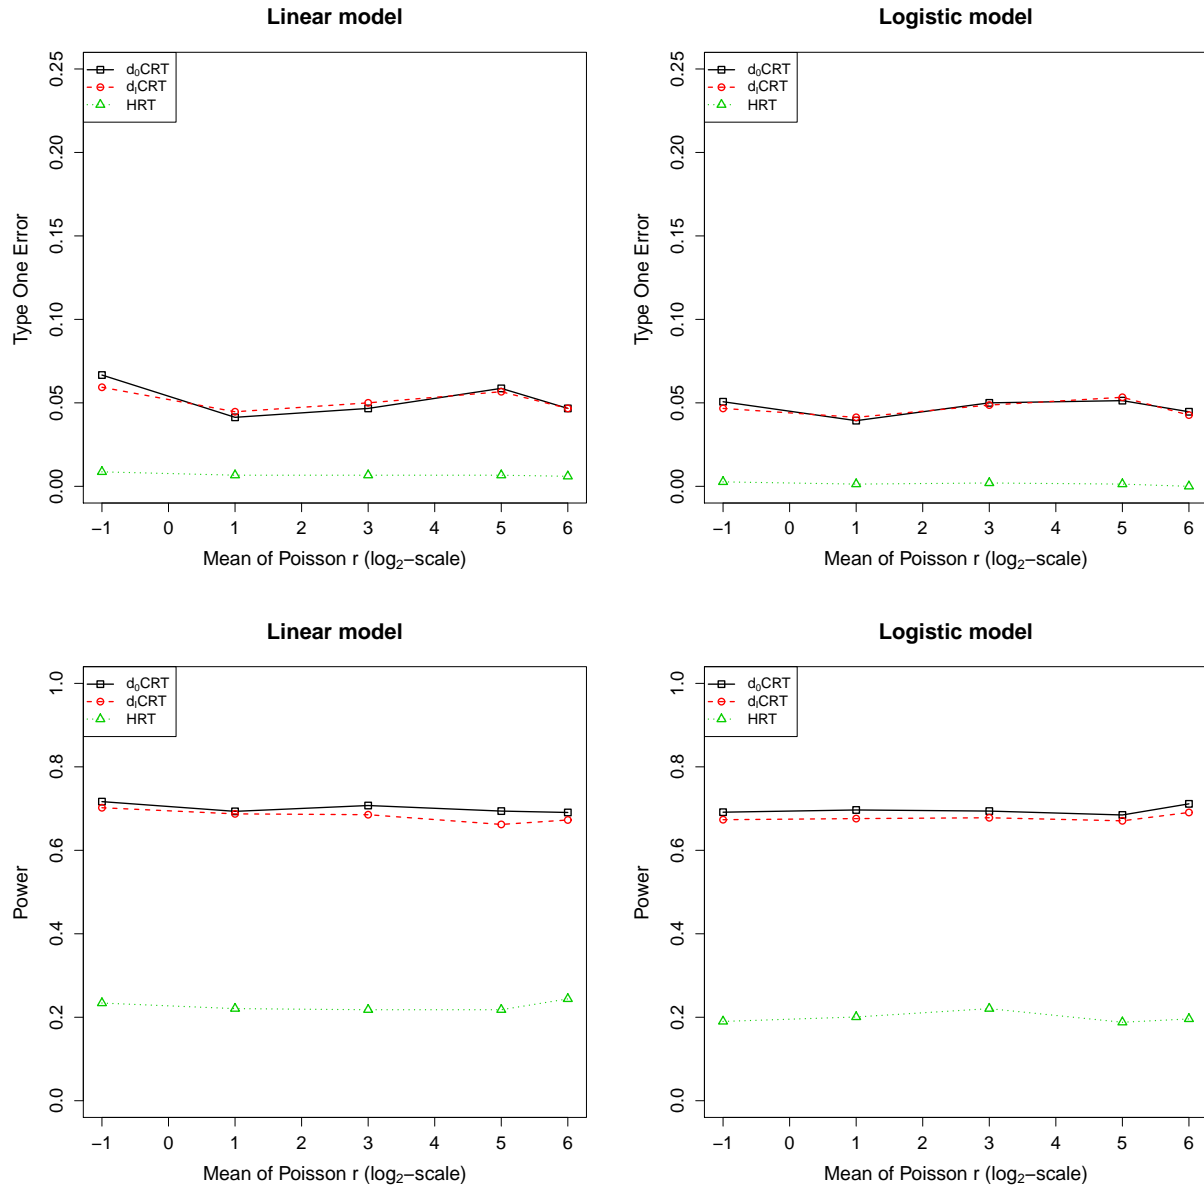 Linear model
d₀CRT
dᵢCRT
HRT
Type One Error
0.00 0.05 0.10 0.15 0.20 0.25
−1 0 1 2 3 4 5 6
Mean of Poisson r (log₂−scale)
Logistic model
d₀CRT
dᵢCRT
HRT
Type One Error
0.00 0.05 0.10 0.15 0.20 0.25
−1 0 1 2 3 4 5 6
Mean of Poisson r (log₂−scale)
Linear model
d₀CRT
dᵢCRT
HRT
Power
0.0 0.2 0.4 0.6 0.8 1.0
−1 0 1 2 3 4 5 6
Mean of Poisson r (log₂−scale)
Logistic model
d₀CRT
dᵢCRT
HRT
Power
0.0 0.2 0.4 0.6 0.8 1.0
−1 0 1 2 3 4 5 6
Mean of Poisson r (log₂−scale)